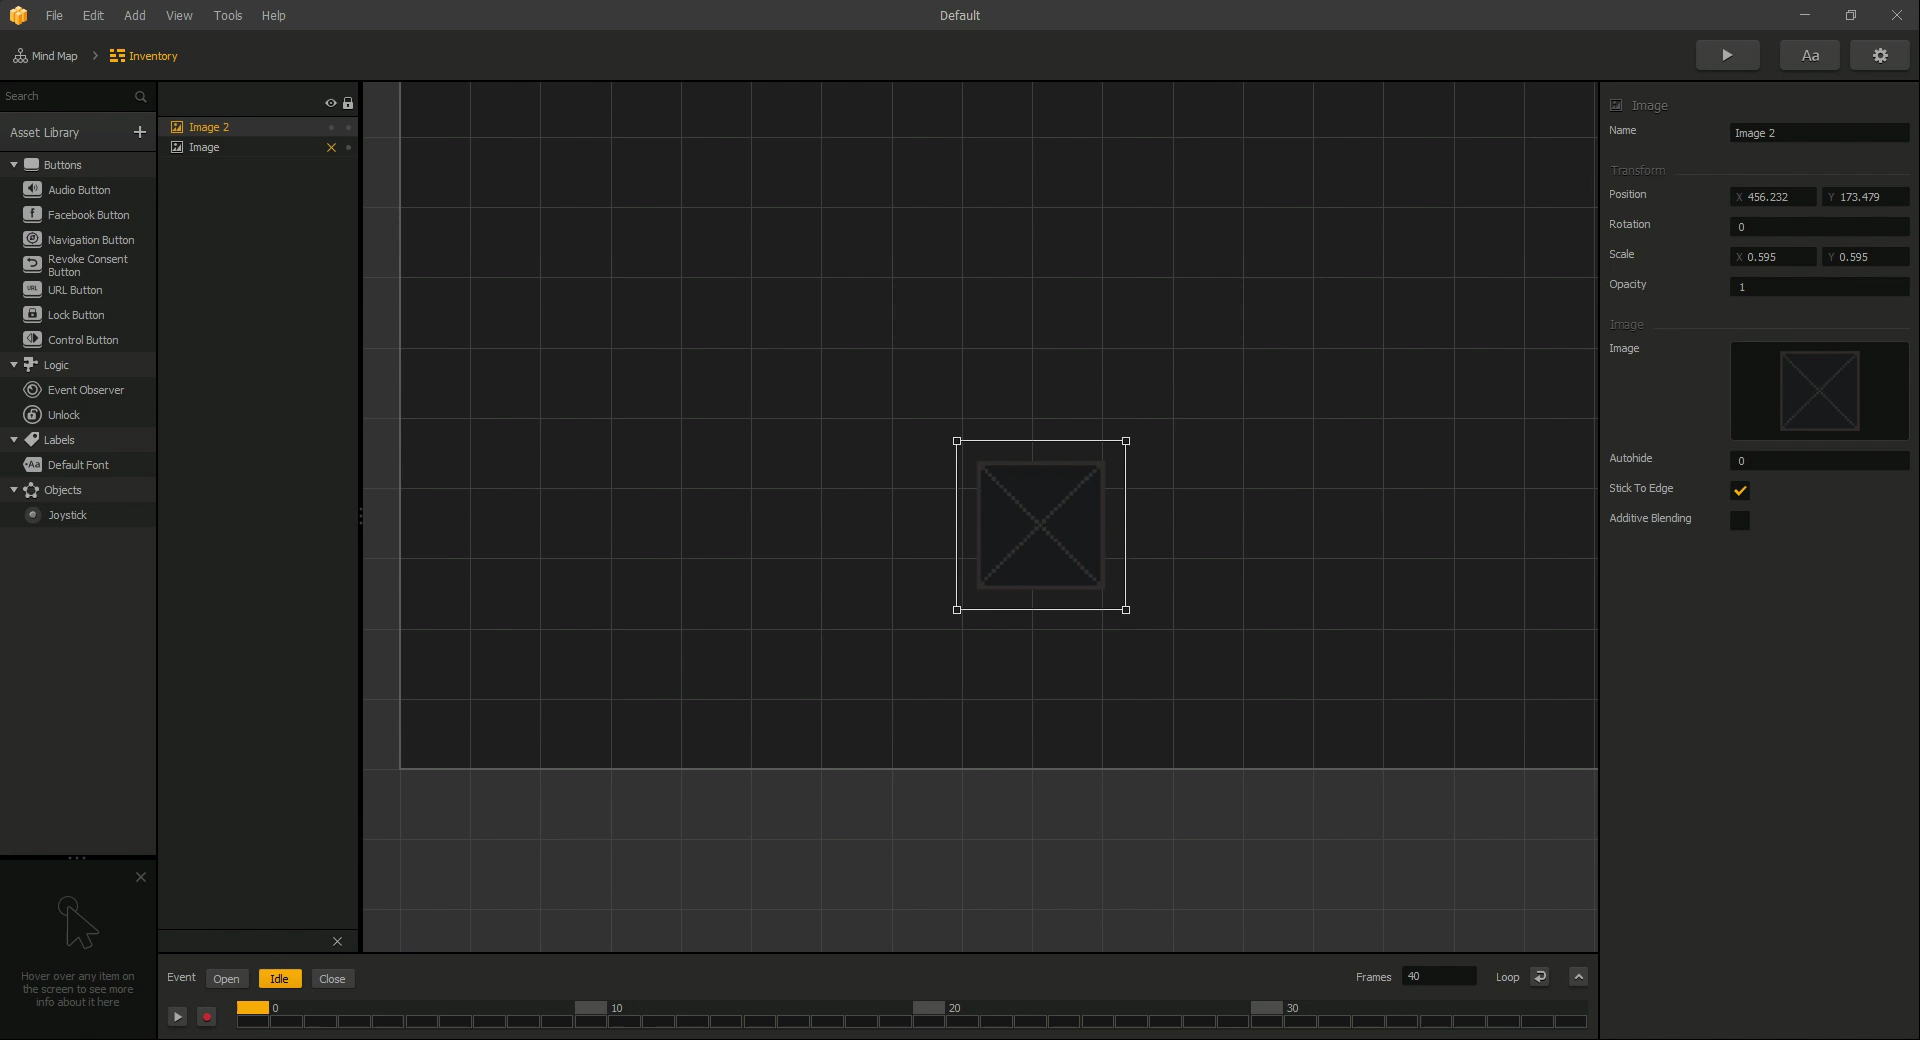 File Edit Add View Tools Help
Default
Mind Map Inventory
Aa
Search
Asset Library
Buttons
Audio Button
Facebook Button
Navigation Button
Revoke Consent
Button
URL Button
Lock Button
Control Button
Logic
Event Observer
Unlock
Labels
Aa Default Font
Objects
Joystick
Hover over any item on
the screen to see more
info about it here
Image 2
Image
Event Open Idle Close
Frames 40 Loop
0 10 20 30
Image
Name Image 2
Transform
Position X 456.232 Y 173.479
Rotation 0
Scale X 0.595 Y 0.595
Opacity 1
Image
Image
Autohide 0
Stick To Edge
Additive Blending